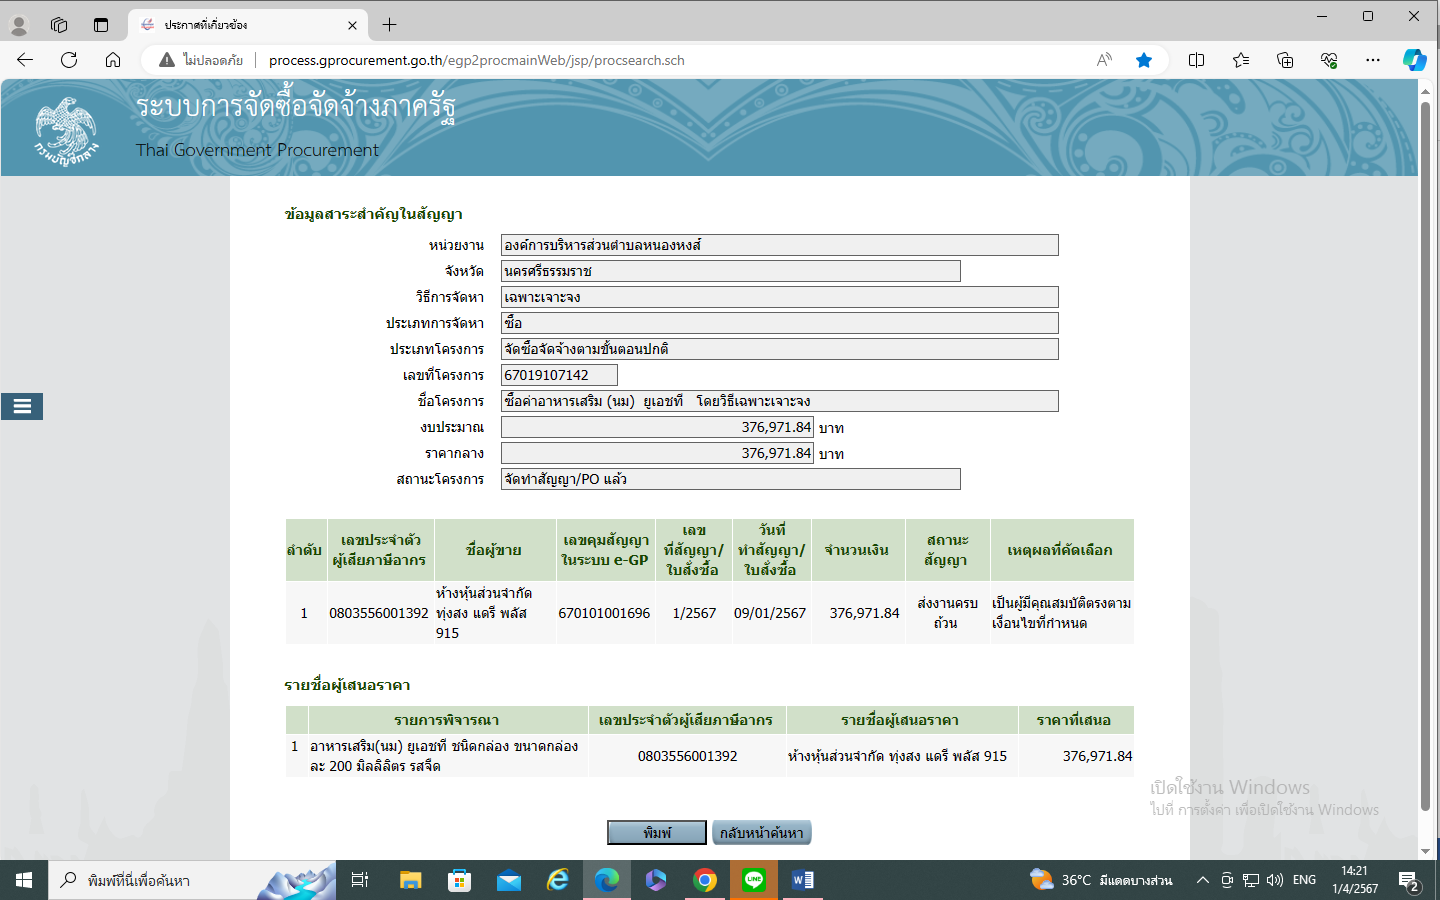 ประกาศที่เกี่ยวข้อง
ไม่ปลอดภัย
process.gprocurement.go.th/egp2procmainWeb/jsp/procsearch.sch
ระบบการจัดซื้อจัดจ้างภาครัฐ
Thai Government Procurement
กรมบัญชีกลาง
ข้อมูลสาระสำคัญในสัญญา
หน่วยงาน องค์การบริหารส่วนตำบลหนองหงส์
จังหวัด นครศรีธรรมราช
วิธีการจัดหา เฉพาะเจาะจง
ประเภทการจัดหา ซื้อ
ประเภทโครงการ จัดซื้อจัดจ้างตามขั้นตอนปกติ
เลขที่โครงการ 67019107142
ชื่อโครงการ ซื้อค่าอาหารเสริม (นม) ยูเอชที โดยวิธีเฉพาะเจาะจง
งบประมาณ 376,971.84 บาท
ราคากลาง 376,971.84 บาท
สถานะโครงการ จัดทำสัญญา/PO แล้ว
ลำดับ เลขประจำตัวผู้เสียภาษีอากร ชื่อผู้ขาย เลขคุมสัญญาในระบบ e-GP เลขที่สัญญา/ใบสั่งซื้อ วันที่ทำสัญญา/ใบสั่งซื้อ จำนวนเงิน สถานะสัญญา เหตุผลที่คัดเลือก
1 0803556001392 ห้างหุ้นส่วนจำกัด ทุ่งสง แดรี่ พลัส 915 670101001696 1/2567 09/01/2567 376,971.84 ส่งงานครบถ้วน เป็นผู้มีคุณสมบัติตรงตามเงื่อนไขที่กำหนด
รายชื่อผู้เสนอราคา
รายการพิจารณา เลขประจำตัวผู้เสียภาษีอากร รายชื่อผู้เสนอราคา ราคาที่เสนอ
1 อาหารเสริม(นม) ยูเอชที ชนิดกล่อง ขนาดกล่องละ 200 มิลลิลิตร รสจืด 0803556001392 ห้างหุ้นส่วนจำกัด ทุ่งสง แดรี่ พลัส 915 376,971.84
เปิดใช้งาน Windows
ไปที่ การตั้งค่า เพื่อเปิดใช้งาน Windows
พิมพ์ กลับหน้าค้นหา
พิมพ์ที่นี่เพื่อค้นหา
LINE
36°C มีแดดบางส่วน
ENG
14:21
1/4/2567
2